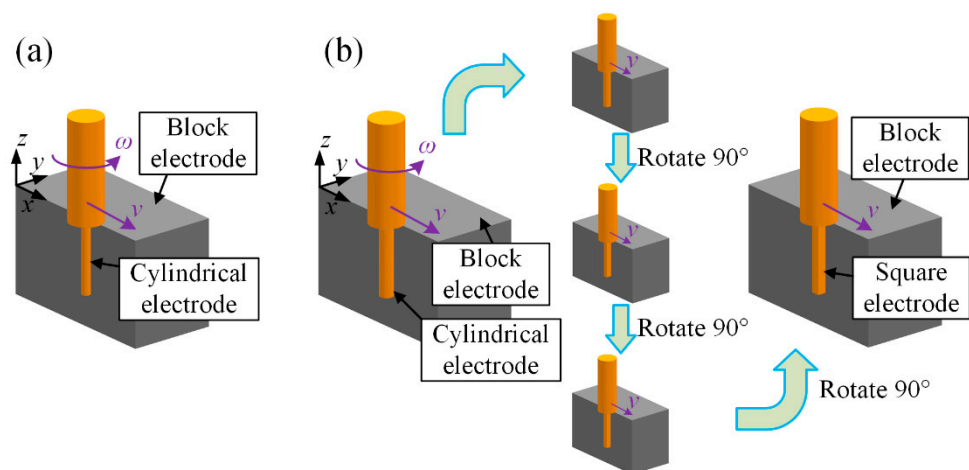 (a)
z
y
x
ω
v
Block
electrode
Cylindrical
electrode
(b)
z
y
x
ω
v
Block
electrode
Cylindrical
electrode
v
Rotate 90°
v
Rotate 90°
v
Rotate 90°
Block
electrode
v
Square
electrode